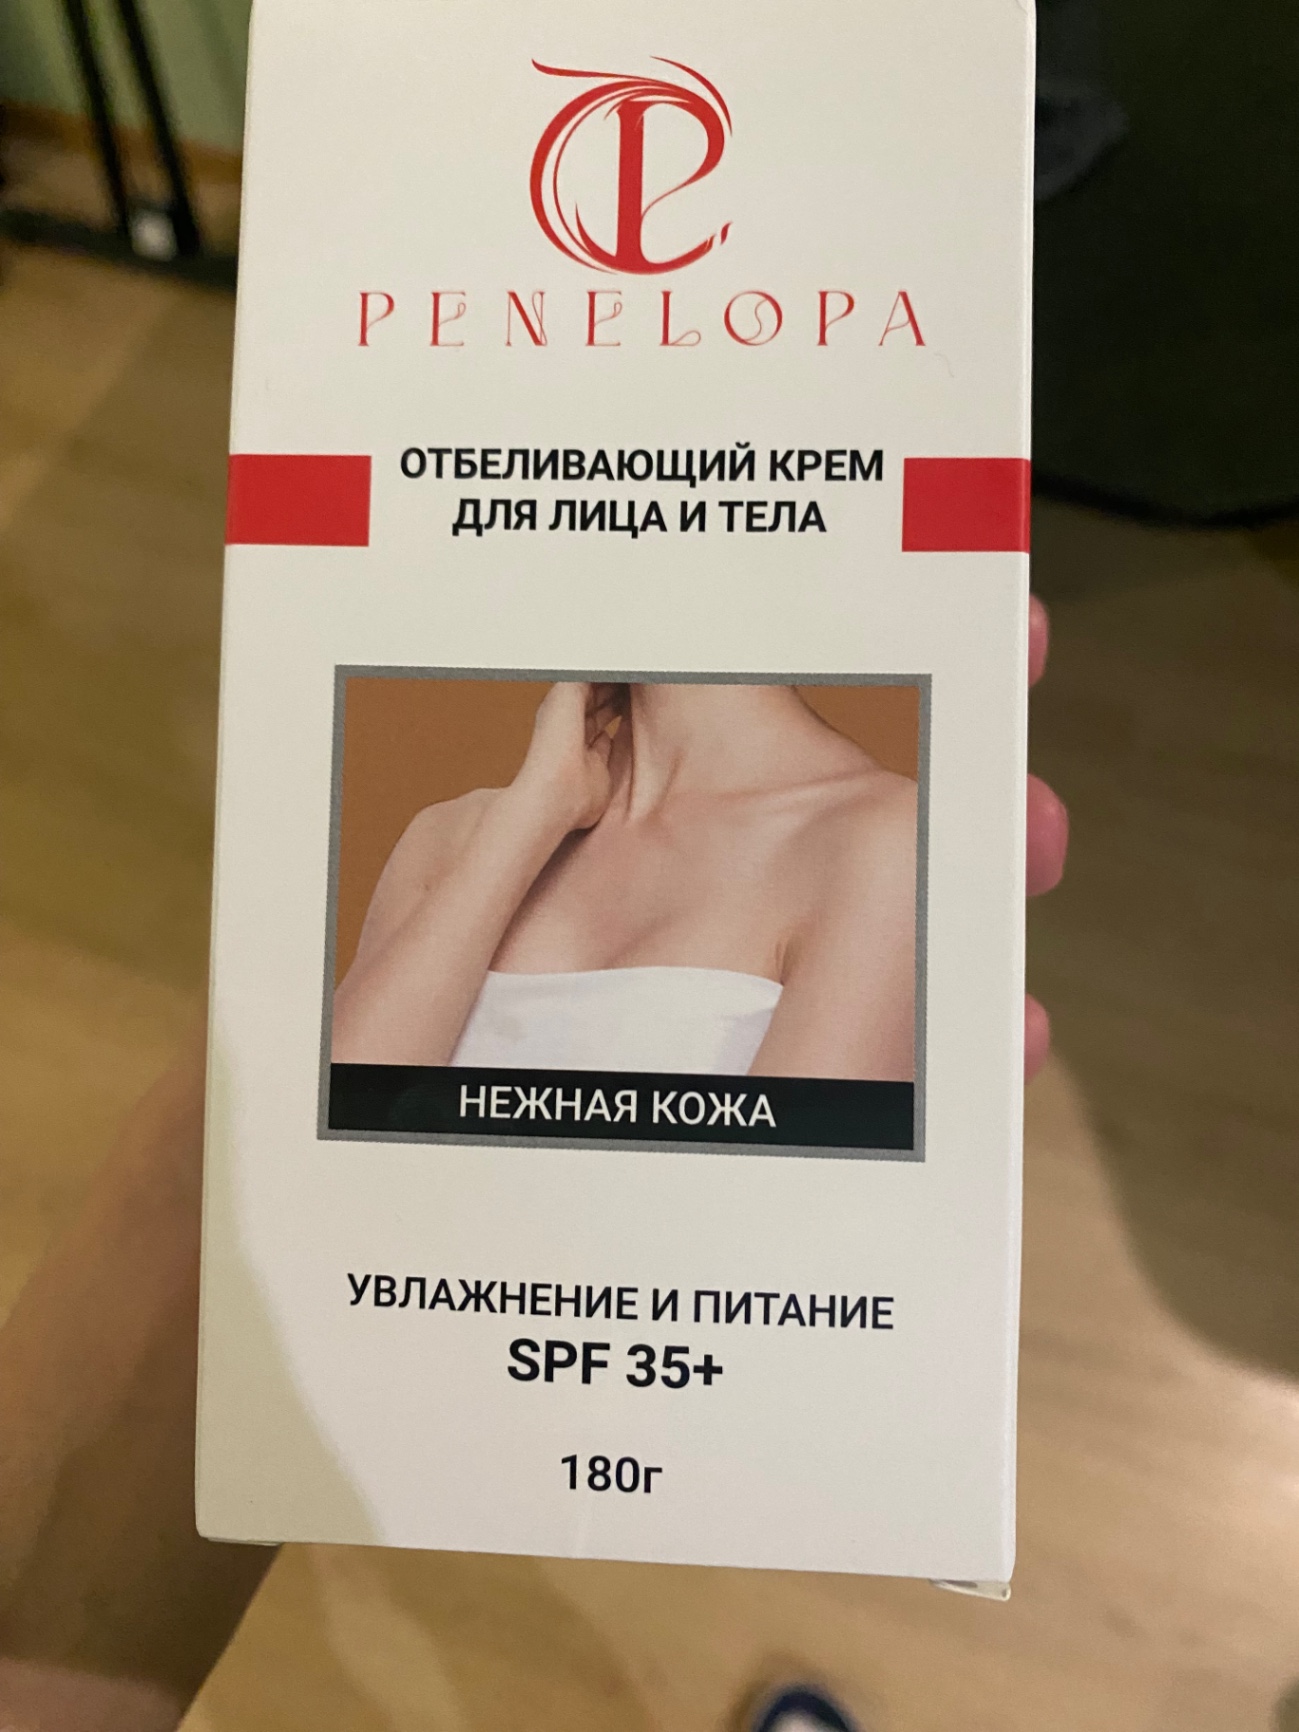 PENELOPA
ОТБЕЛИВАЮЩИЙ КРЕМ
ДЛЯ ЛИЦА И ТЕЛА
НЕЖНАЯ КОЖА
УВЛАЖНЕНИЕ И ПИТАНИЕ
SPF 35+
180г